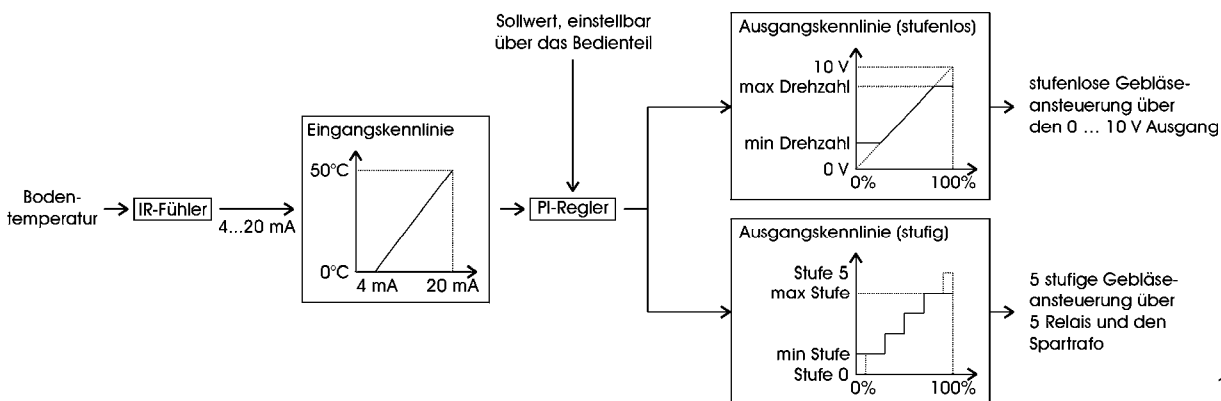 Boden-
temperatur
IR-Fühler
4...20 mA
Eingangskennlinie
50°C
0°C
4 mA
20 mA
Sollwert, einstellbar
über das Bedienteil
PI-Regler
Ausgangskennlinie (stufenlos)
10 V
max Drehzahl
min Drehzahl
0 V
0%
100%
stufenlose Gebläse-
ansteuerung über
den 0 ... 10 V Ausgang
Ausgangskennlinie (stufig)
Stufe 5
max Stufe
min Stufe
Stufe 0
0%
100%
5 stufige Gebläse-
ansteuerung über
5 Relais und den
Spartrafo